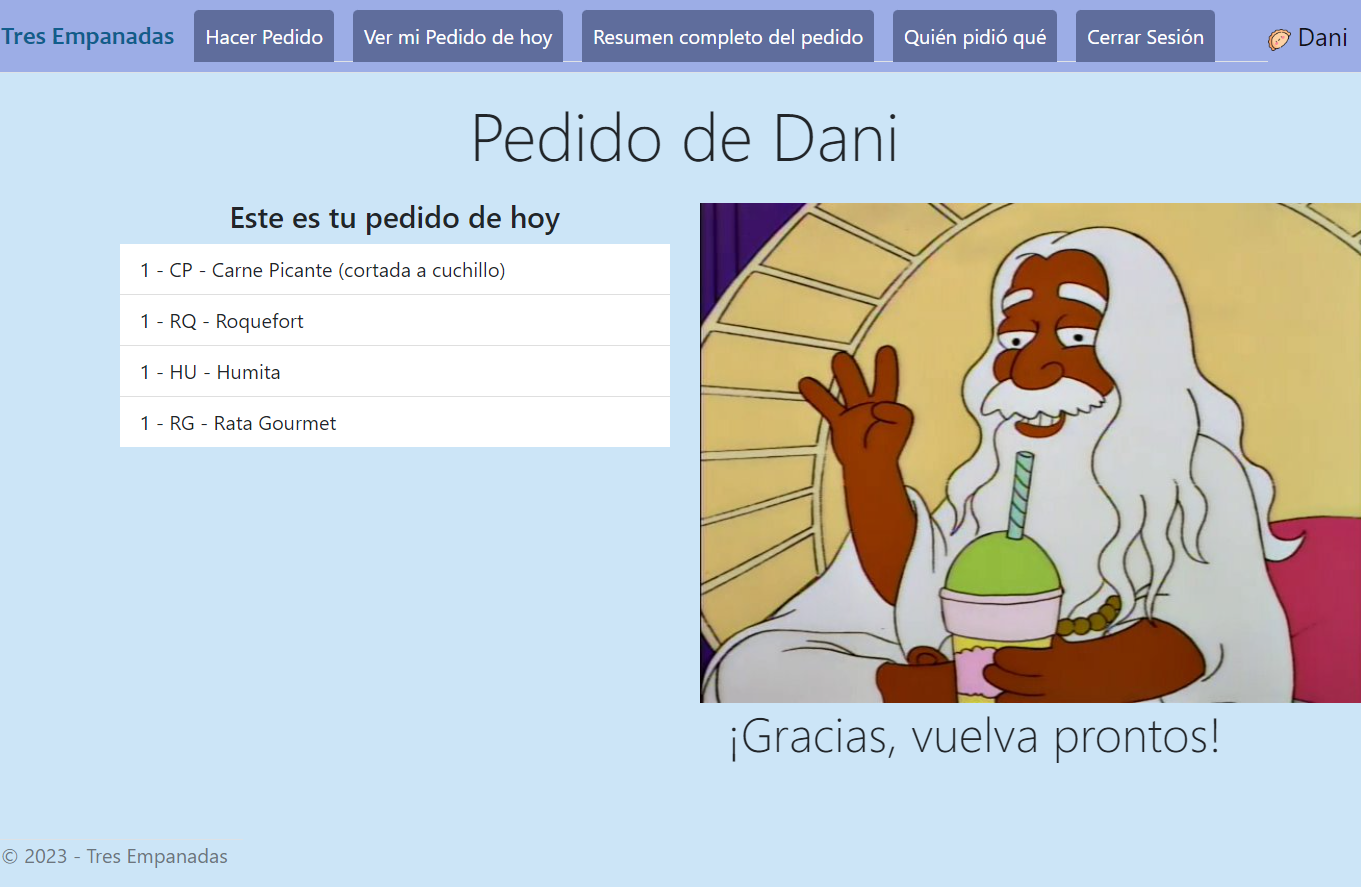 Tres Empanadas
Hacer Pedido
Ver mi Pedido de hoy
Resumen completo del pedido
Quién pidió qué
Cerrar Sesión
Dani
Pedido de Dani
Este es tu pedido de hoy
1 - CP - Carne Picante (cortada a cuchillo)
1 - RQ - Roquefort
1 - HU - Humita
1 - RG - Rata Gourmet
¡Gracias, vuelva prontos!
© 2023 - Tres Empanadas